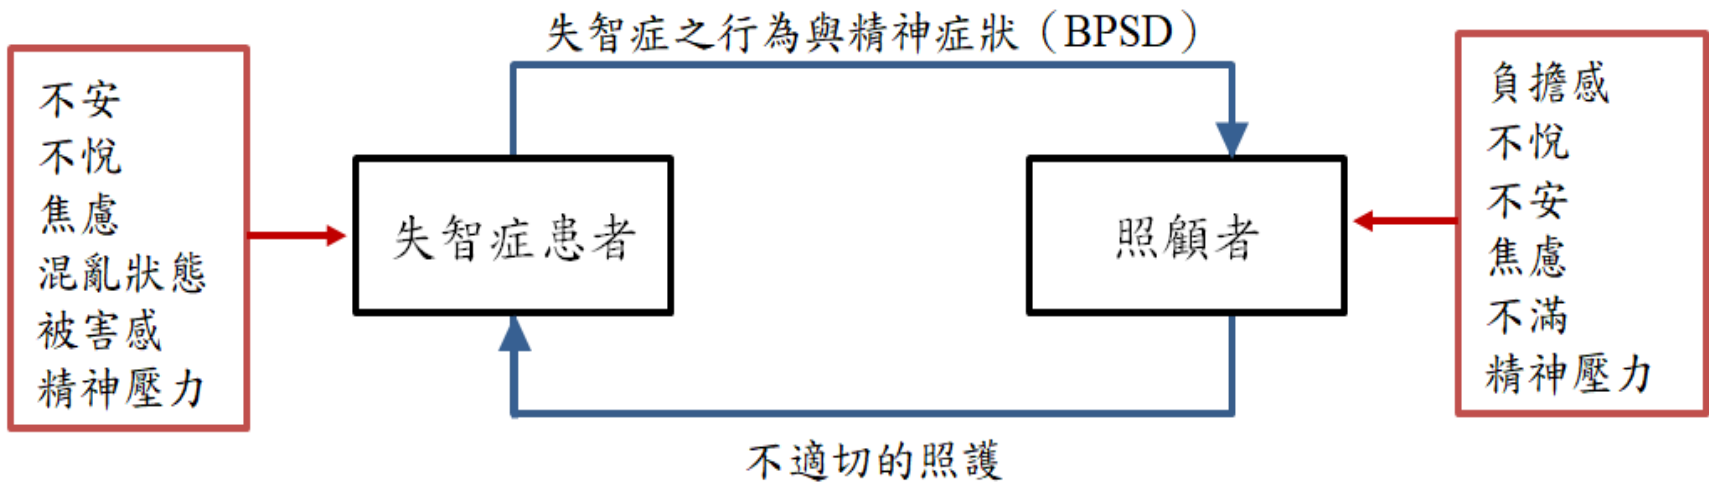 失智症之行為與精神症狀（BPSD）
不安
不悅
焦慮
混亂狀態
被害感
精神壓力
失智症患者
照顧者
負擔感
不悅
不安
焦慮
不滿
精神壓力
不適切的照護